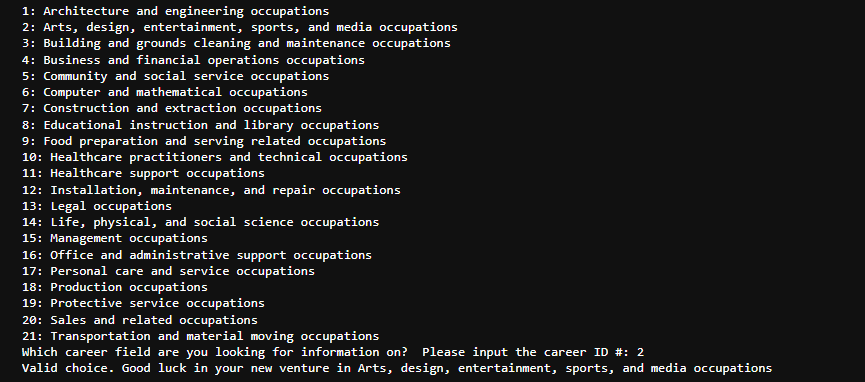 1: Architecture and engineering occupations
2: Arts, design, entertainment, sports, and media occupations
3: Building and grounds cleaning and maintenance occupations
4: Business and financial operations occupations
5: Community and social service occupations
6: Computer and mathematical occupations
7: Construction and extraction occupations
8: Educational instruction and library occupations
9: Food preparation and serving related occupations
10: Healthcare practitioners and technical occupations
11: Healthcare support occupations
12: Installation, maintenance, and repair occupations
13: Legal occupations
14: Life, physical, and social science occupations
15: Management occupations
16: Office and administrative support occupations
17: Personal care and service occupations
18: Production occupations
19: Protective service occupations
20: Sales and related occupations
21: Transportation and material moving occupations
Which career field are you looking for information on?  Please input the career ID #: 2
Valid choice. Good luck in your new venture in Arts, design, entertainment, sports, and media occupations